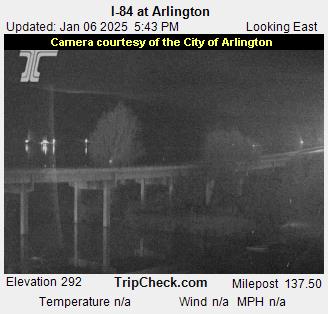 I-84 at Arlington
Updated: Jan 06 2025 5:43 PM Looking East
Camera courtesy of the City of Arlington
Elevation 292 TripCheck.com Milepost 137.50
Temperature n/a Wind n/a MPH n/a